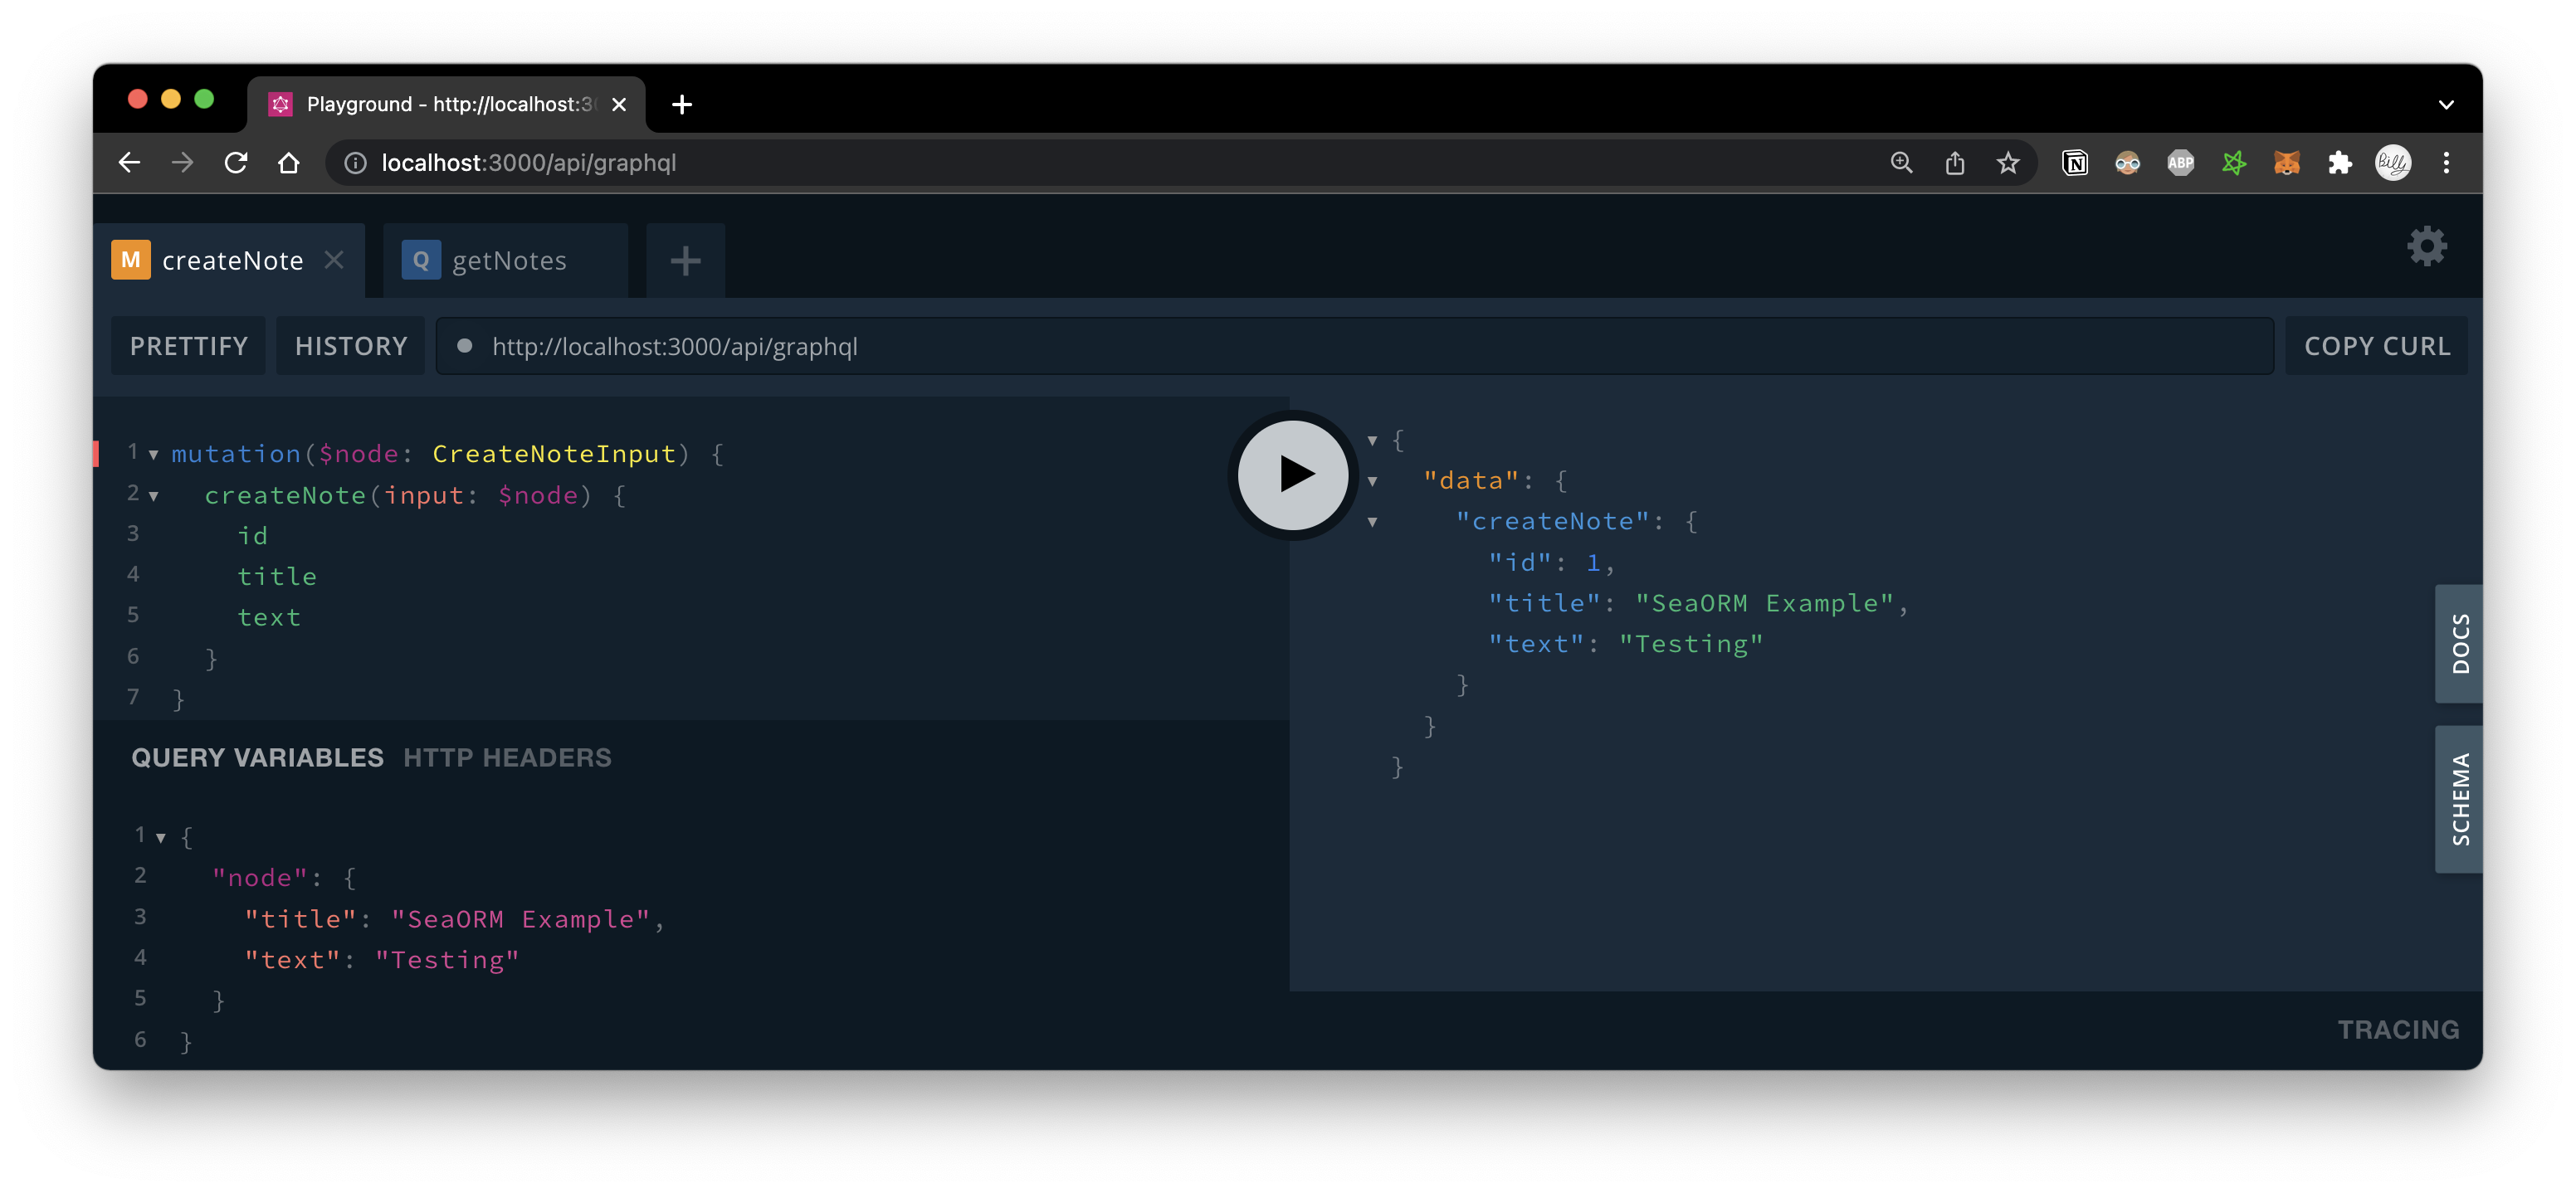 Playground - http://localhost:3
localhost:3000/api/graphql
ABP
Billy
M createNote
Q getNotes
PRETTIFY
HISTORY
http://localhost:3000/api/graphql
COPY CURL
1 mutation($node: CreateNoteInput) {
2 createNote(input: $node) {
3 id
4 title
5 text
6 }
7 }
QUERY VARIABLES HTTP HEADERS
1 {
2 "node": {
3 "title": "SeaORM Example",
4 "text": "Testing"
5 }
6 }
{
"data": {
"createNote": {
"id": 1,
"title": "SeaORM Example",
"text": "Testing"
}
}
}
DOCS
SCHEMA
TRACING